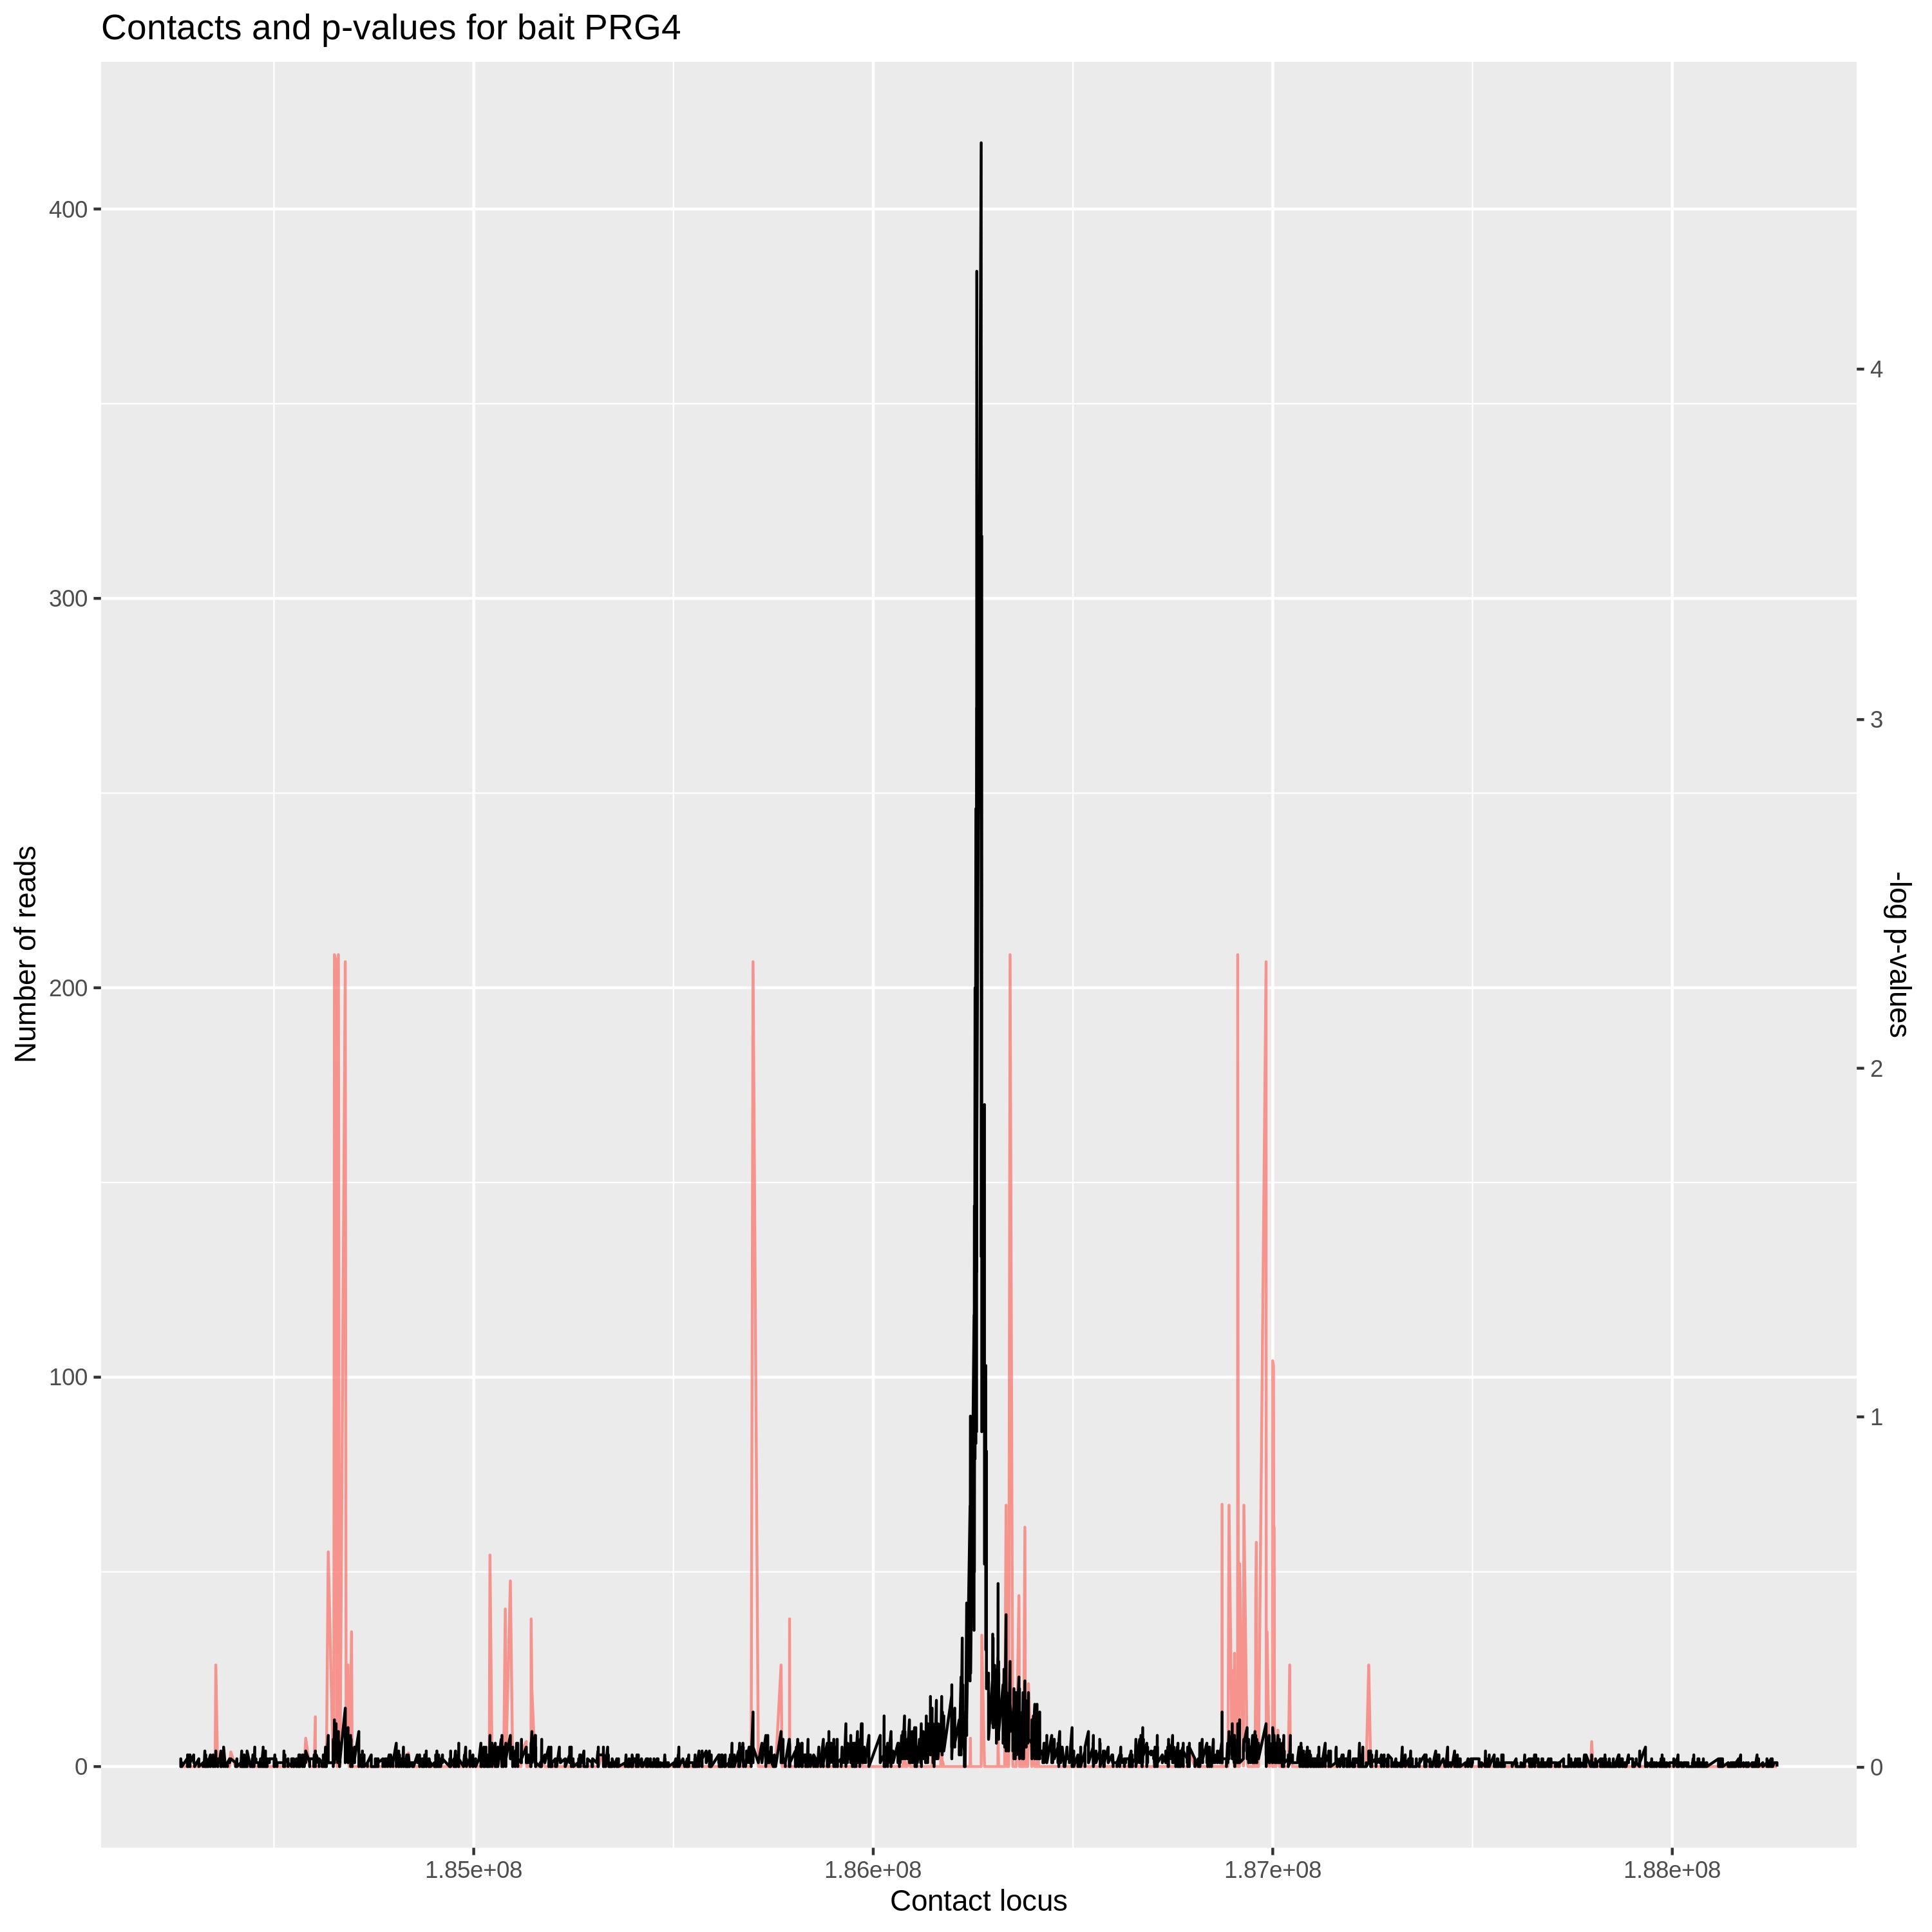 Contacts and p-values for bait PRG4
400
300
200
100
0
Number of reads
4
3
2
1
0
-log p-values
1.85e+08
1.86e+08
1.87e+08
1.88e+08
Contact locus